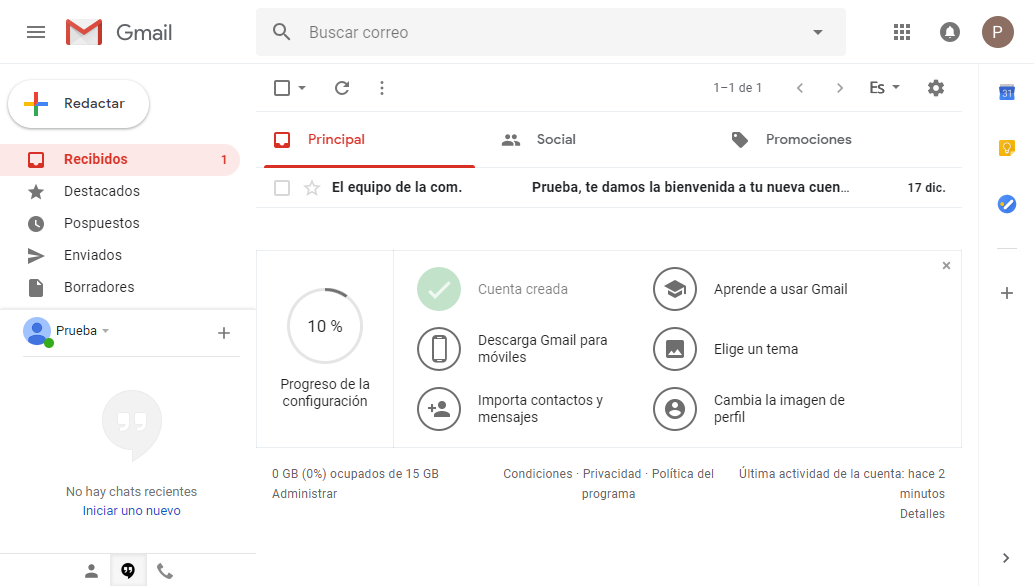 Gmail
Buscar correo
P
Redactar
1–1 de 1
Es
31
Recibidos 1
Destacados
Pospuestos
Enviados
Borradores
Principal
Social
Promociones
El equipo de la com. Prueba, te damos la bienvenida a tu nueva cuen... 17 dic.
10 %
Progreso de la
configuración
Cuenta creada
Descarga Gmail para
móviles
Importa contactos y
mensajes
Aprende a usar Gmail
Elige un tema
Cambia la imagen de
perfil
Prueba
No hay chats recientes
Iniciar uno nuevo
0 GB (0%) ocupados de 15 GB
Administrar
Condiciones · Privacidad · Política del
programa
Última actividad de la cuenta: hace 2
minutos
Detalles